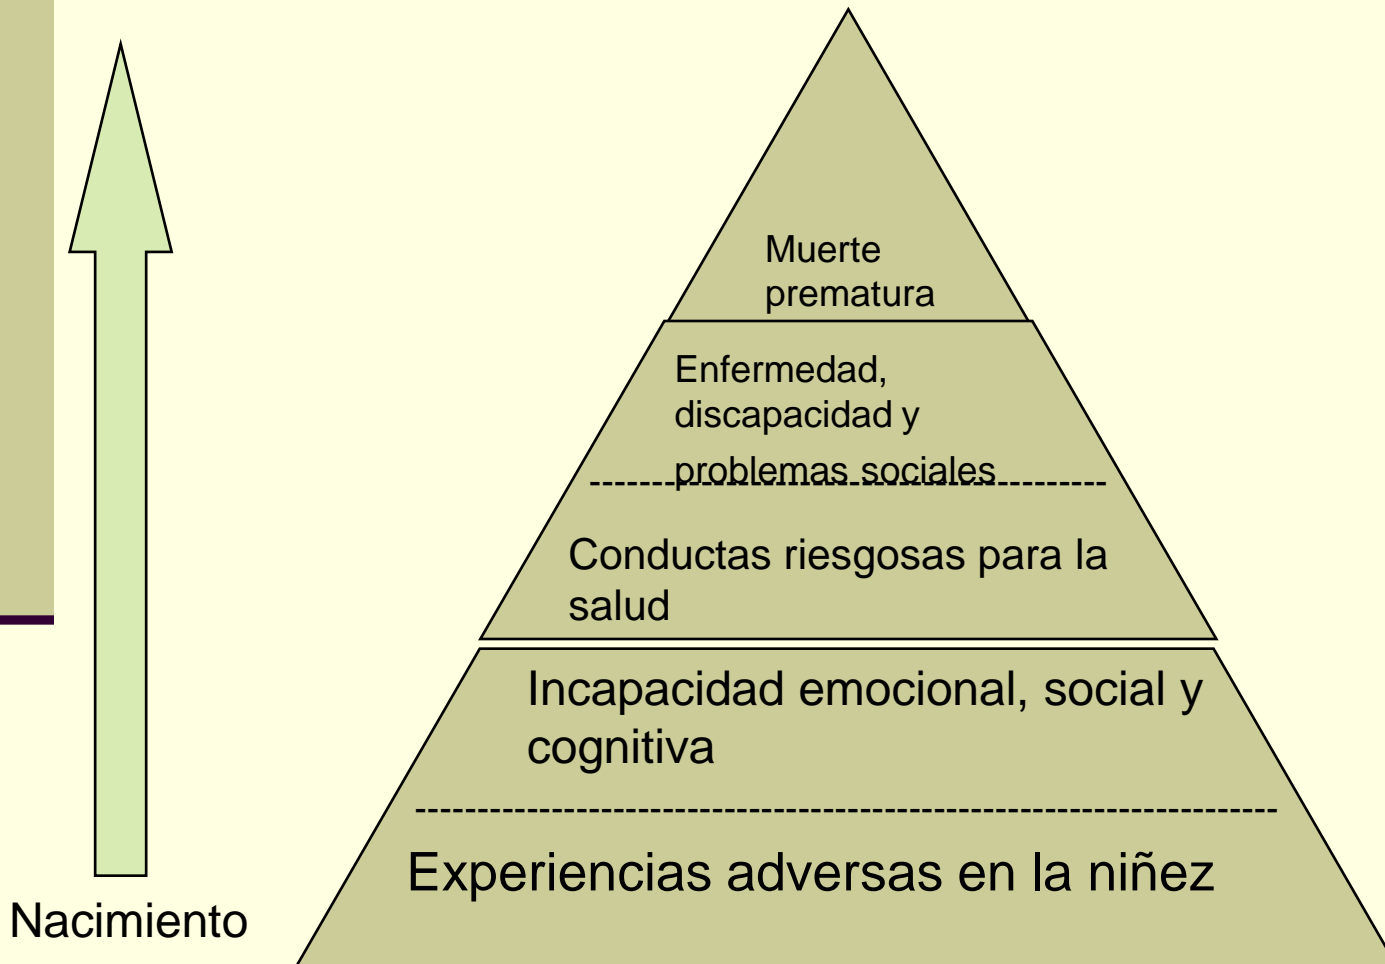 Muerte
prematura
Enfermedad,
discapacidad y
problemas sociales
Conductas riesgosas para la
salud
Incapacidad emocional, social y
cognitiva
Experiencias adversas en la niñez
Nacimiento